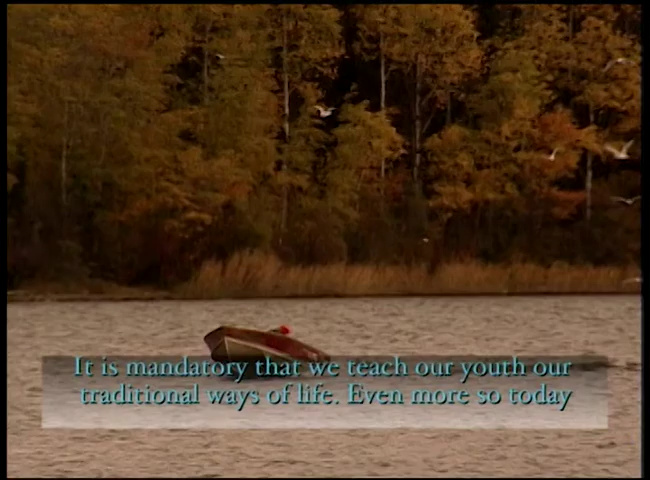 It is mandatory that we teach our youth our
traditional ways of life. Even more so today